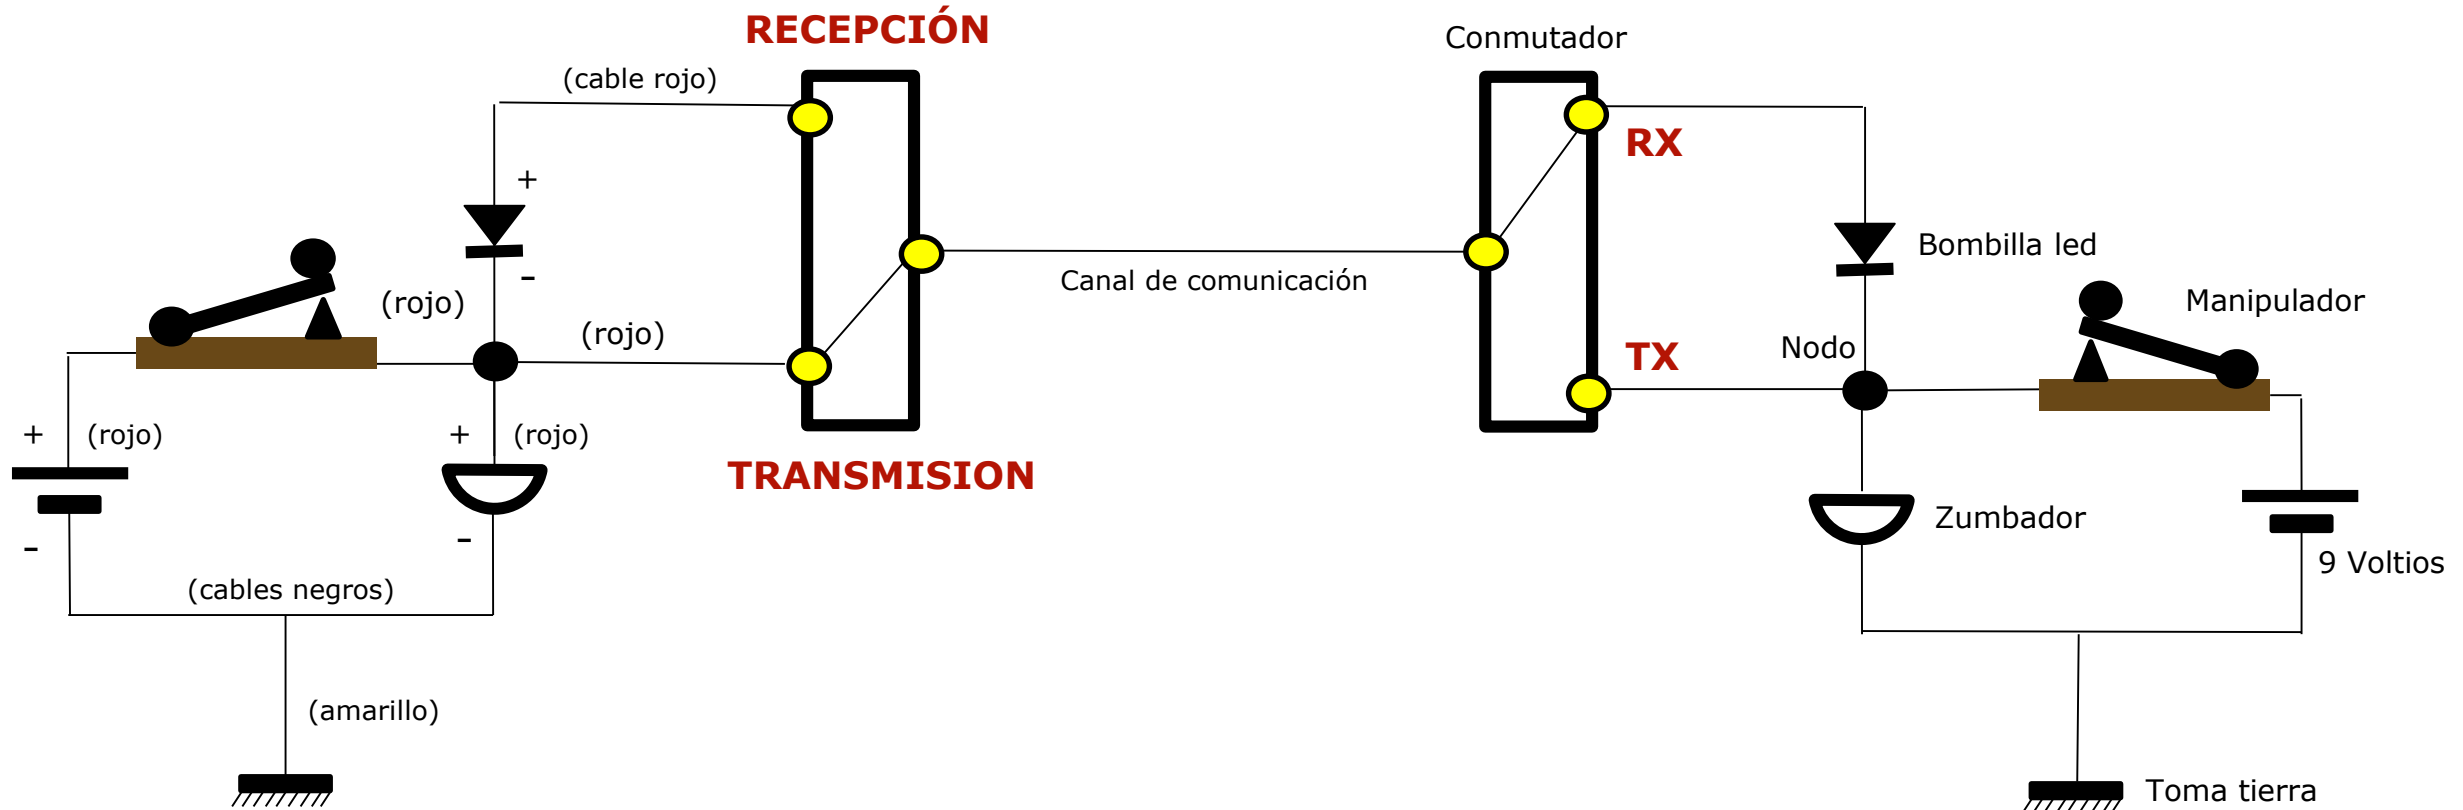 RECEPCIÓN
Conmutador
(cable rojo)
RX
+
Bombilla led
-
(rojo)
Canal de comunicación
Manipulador
(rojo)
TX
Nodo
+
(rojo)
+
(rojo)
TRANSMISION
Zumbador
-
-
9 Voltios
(cables negros)
(amarillo)
Toma tierra